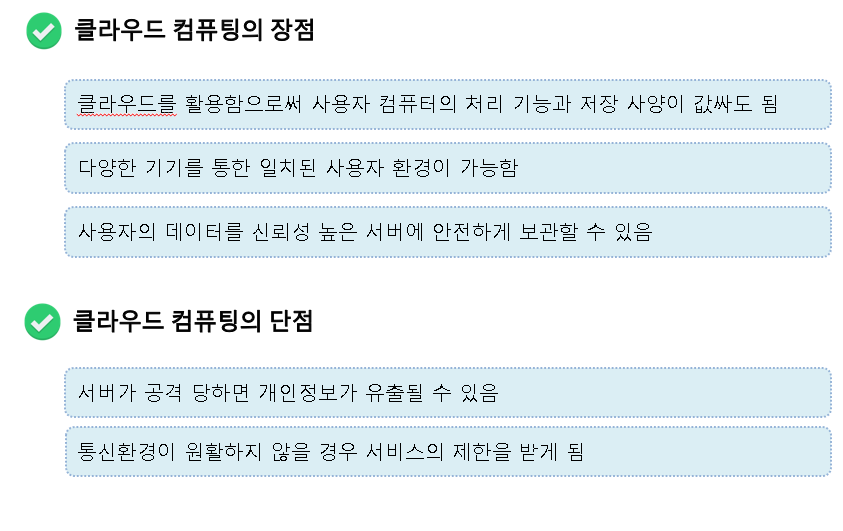 클라우드 컴퓨팅의 장점
클라우드를 활용함으로써 사용자 컴퓨터의 처리 기능과 저장 사양이 값싸도 됨
다양한 기기를 통한 일치된 사용자 환경이 가능함
사용자의 데이터를 신뢰성 높은 서버에 안전하게 보관할 수 있음
클라우드 컴퓨팅의 단점
서버가 공격 당하면 개인정보가 유출될 수 있음
통신환경이 원활하지 않을 경우 서비스의 제한을 받게 됨